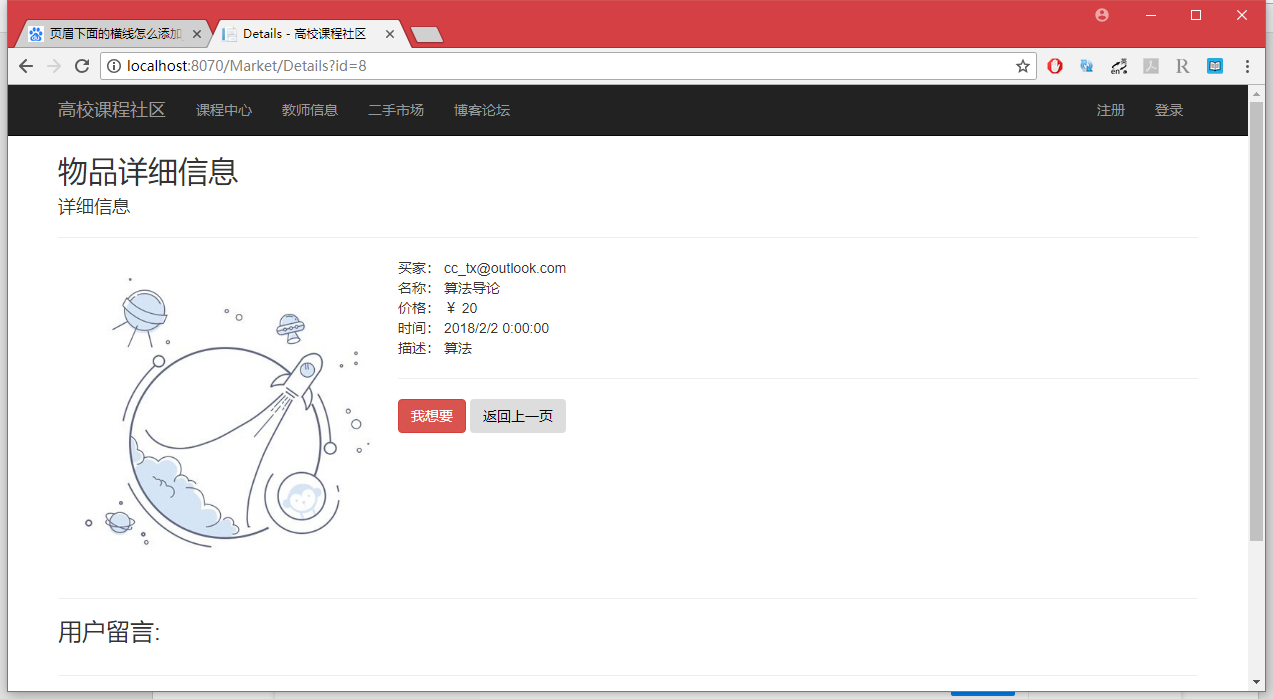 页眉下面的横线怎么添加
Details - 高校课程社区
localhost:8070/Market/Details?id=8
en
R
高校课程社区 课程中心 教师信息 二手市场 博客论坛 注册 登录
物品详细信息
详细信息
买家： cc_tx@outlook.com
名称： 算法导论
价格： ￥ 20
时间： 2018/2/2 0:00:00
描述： 算法
我想要 返回上一页
用户留言: